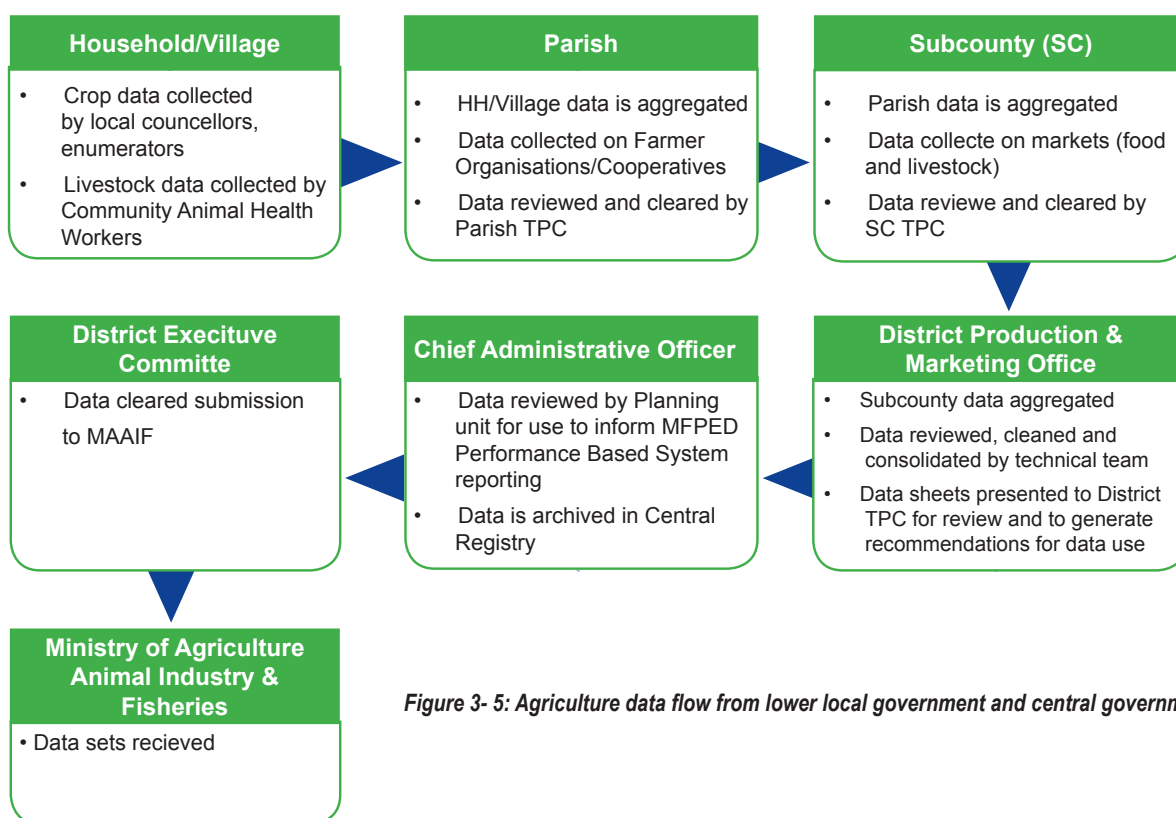 Household/Village
• Crop data collected
by local councellors,
enumerators
• Livestock data collected by
Community Animal Health
Workers
Parish
• HH/Village data is aggregated
• Data collected on Farmer
Organisations/Cooperatives
• Data reviewed and cleared by
Parish TPC
Subcounty (SC)
• Parish data is aggregated
• Data collecte on markets (food
and livestock)
• Data reviewe and cleared by
SC TPC
District Production &
Marketing Office
• Subcounty data aggregated
• Data reviewed, cleaned and
consolidated by technical team
• Data sheets presented to District
TPC for review and to generate
recommendations for data use
Chief Administrative Officer
• Data reviewed by Planning
unit for use to inform MFPED
Performance Based System
reporting
• Data is archived in Central
Registry
District Execituve
Committe
• Data cleared submission
to MAAIF
Ministry of Agriculture
Animal Industry &
Fisheries
• Data sets recieved
Figure 3- 5: Agriculture data flow from lower local government and central governm